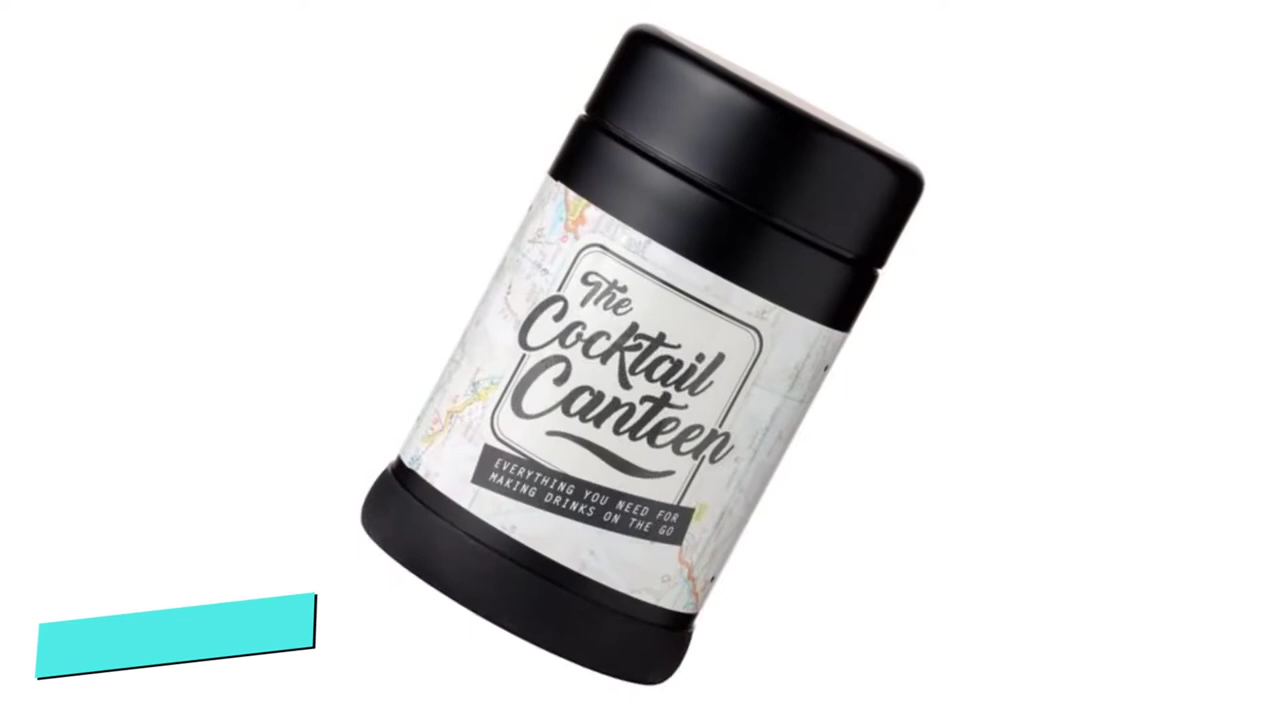 The
Cocktail
Canteen
EVERYTHING YOU NEED FOR
MAKING DRINKS ON THE GO